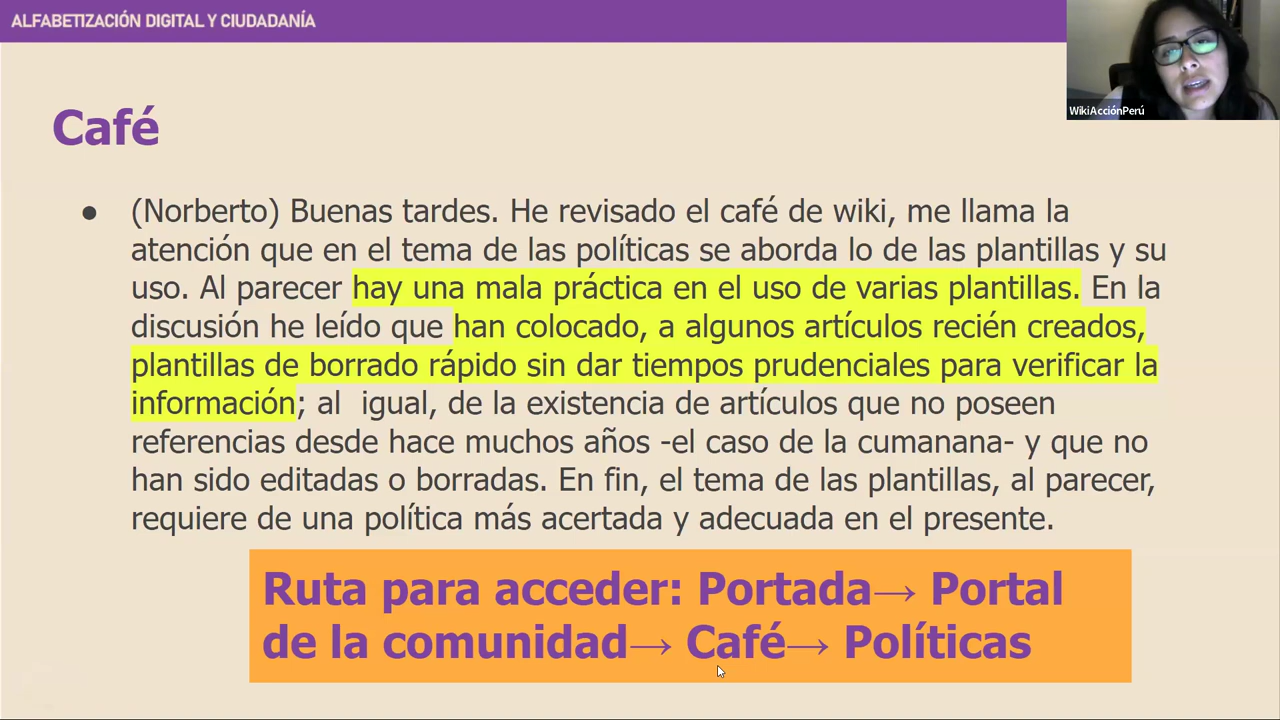 ALFABETIZACIÓN DIGITAL Y CIUDADANÍA
WikiAcciónPerú
Café
● (Norberto) Buenas tardes. He revisado el café de wiki, me llama la
atención que en el tema de las políticas se aborda lo de las plantillas y su
uso. Al parecer hay una mala práctica en el uso de varias plantillas. En la
discusión he leído que han colocado, a algunos artículos recién creados,
plantillas de borrado rápido sin dar tiempos prudenciales para verificar la
información; al  igual, de la existencia de artículos que no poseen
referencias desde hace muchos años -el caso de la cumanana- y que no
han sido editadas o borradas. En fin, el tema de las plantillas, al parecer,
requiere de una política más acertada y adecuada en el presente.
Ruta para acceder: Portada→ Portal
de la comunidad→ Café→ Políticas